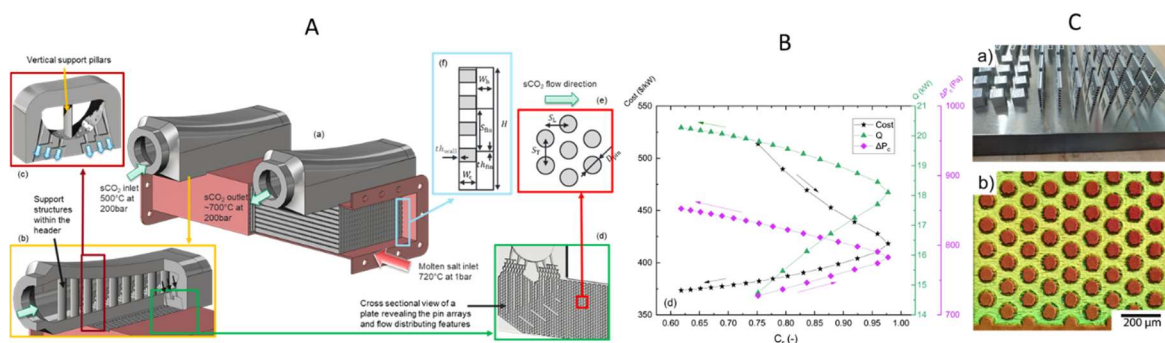 A
Vertical support pillars
(c)
sCO₂ inlet
500°C at
200bar
(a)
sCO₂ outlet
~700°C at
200bar
Support
structures
within the
header
(b)
Molten salt inlet
720°C at 1bar
Cross sectional view of a
plate revealing the pin arrays
and flow distributing features
(d)
(f)
W_h
S_fin
H
th_wall
th_fin
W_s
sCO₂ flow direction
(e)
S_L
S_T
D_pin
B
Cost ($/kW)
Q (kW)
ΔP_c (Pa)
550
500
450
400
350
21
20
19
18
17
16
15
14
1000
900
800
700
Cost
Q
ΔP_c
(d)
0.60
0.65
0.70
0.75
0.80
0.85
0.90
0.95
1.00
C_r (-)
C
a)
b)
200 µm